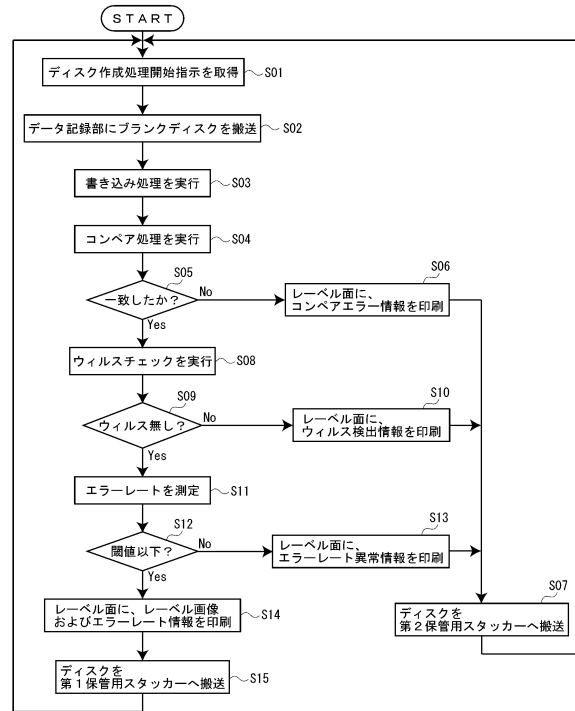 START
ディスク作成処理開始指示を取得
S01
データ記録部にブランクディスクを搬送
S02
書き込み処理を実行
S03
コンペア処理を実行
S04
一致したか？
S05
No
Yes
レーベル面に、
コンペアエラー情報を印刷
S06
ウィルスチェックを実行
S08
ウィルス無し？
S09
No
Yes
レーベル面に、
ウィルス検出情報を印刷
S10
エラーレートを測定
S11
閾値以下？
S12
No
Yes
レーベル面に、
エラーレート異常情報を印刷
S13
レーベル面に、レーベル画像
およびエラーレート情報を印刷
S14
ディスクを
第２保管用スタッカーへ搬送
S07
ディスクを
第１保管用スタッカーへ搬送
S15